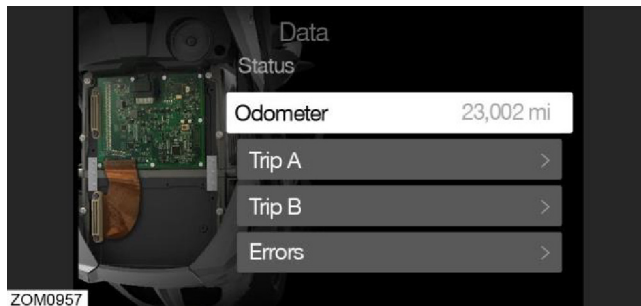 Data
Status
Odometer 23,002 mi
Trip A >
Trip B >
Errors >
ZOM0957